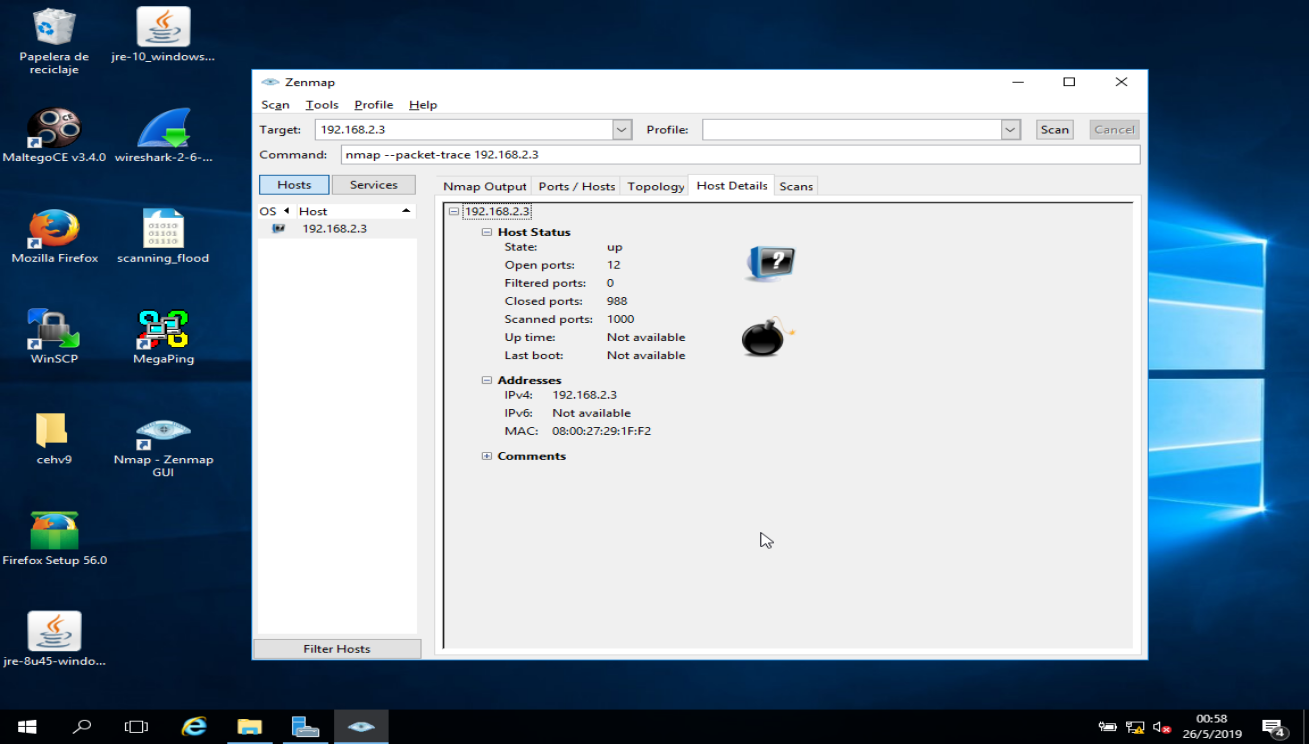 Papelera de
reciclaje
jre-10_windows...
MaltegoCE v3.4.0
wireshark-2-6-...
Mozilla Firefox
scanning_flood
01010
01101
01110
WinSCP
MegaPing
cehv9
Nmap - Zenmap
GUI
Firefox Setup 56.0
jre-8u45-windo...
Zenmap
Scan Tools Profile Help
Target: 192.168.2.3 Profile: Scan Cancel
Command: nmap --packet-trace 192.168.2.3
Hosts Services
Nmap Output Ports / Hosts Topology Host Details Scans
OS Host
192.168.2.3
192.168.2.3
Host Status
State: up
Open ports: 12
Filtered ports: 0
Closed ports: 988
Scanned ports: 1000
Up time: Not available
Last boot: Not available
Addresses
IPv4: 192.168.2.3
IPv6: Not available
MAC: 08:00:27:29:1F:F2
Comments
Filter Hosts
00:58
26/5/2019
4